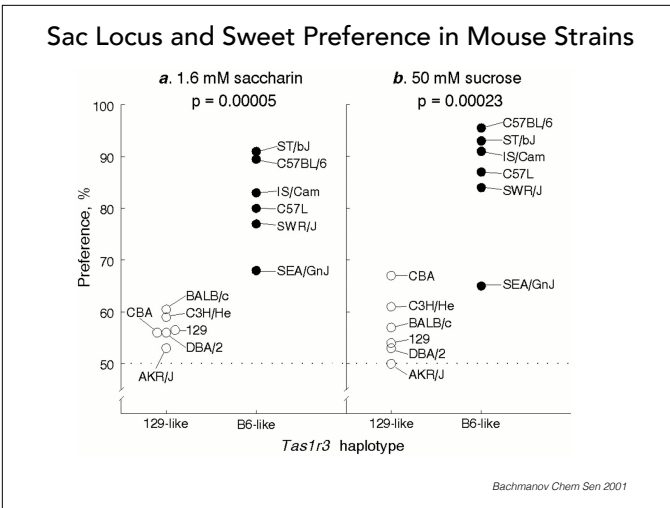 Sac Locus and Sweet Preference in Mouse Strains
a. 1.6 mM saccharin
p = 0.00005
b. 50 mM sucrose
p = 0.00023
Preference, %
100
90
80
70
60
50
ST/bJ
C57BL/6
IS/Cam
C57L
SWR/J
SEA/GnJ
BALB/c
C3H/He
CBA
129
DBA/2
AKR/J
C57BL/6
ST/bJ
IS/Cam
C57L
SWR/J
SEA/GnJ
CBA
C3H/He
BALB/c
129
DBA/2
AKR/J
129-like
B6-like
129-like
B6-like
Tas1r3 haplotype
Bachmanov Chem Sen 2001